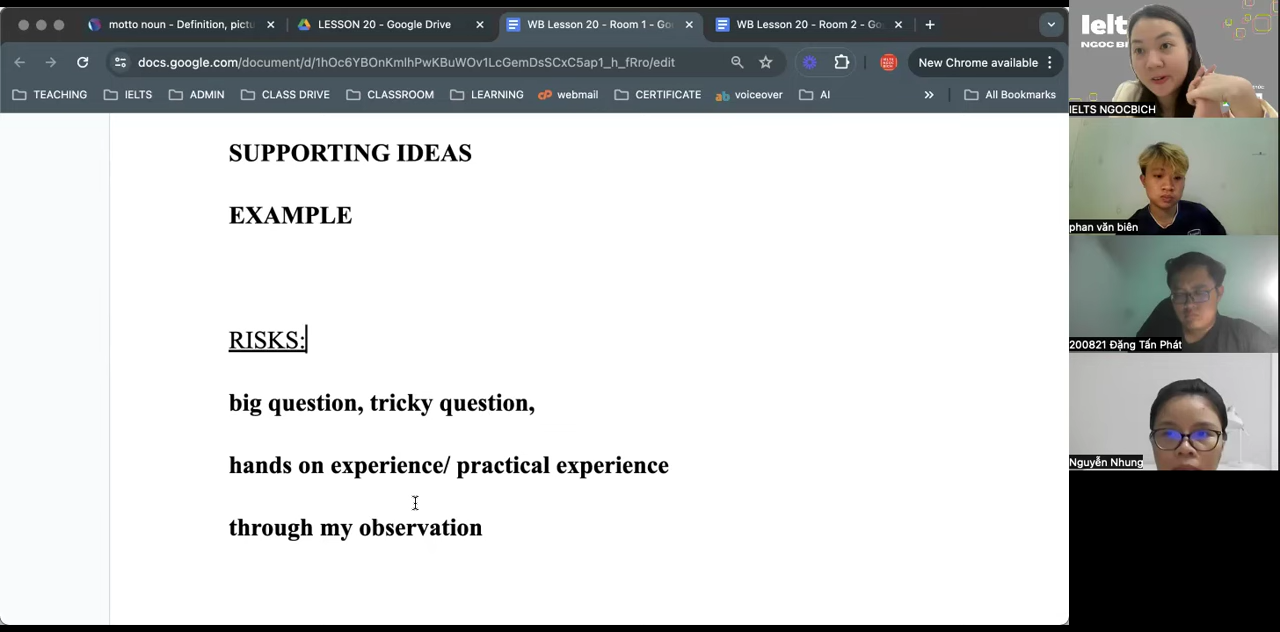 motto noun - Definition, pictu
LESSON 20 - Google Drive
WB Lesson 20 - Room 1 - Go
WB Lesson 20 - Room 2 - Go
docs.google.com/document/d/1hOc6YBOnKmlhPwKBuWOv1LcGemDsSCxC5ap1_h_fRro/edit
New Chrome available
TEACHING
IELTS
ADMIN
CLASS DRIVE
CLASSROOM
LEARNING
webmail
CERTIFICATE
voiceover
AI
All Bookmarks
SUPPORTING IDEAS
EXAMPLE
RISKS:
big question, tricky question,
hands on experience/ practical experience
through my observation
Ielt
NGOC BI
IELTS NGOCBICH
phan văn biên
200821 Đặng Tấn Phát
Nguyễn Nhung